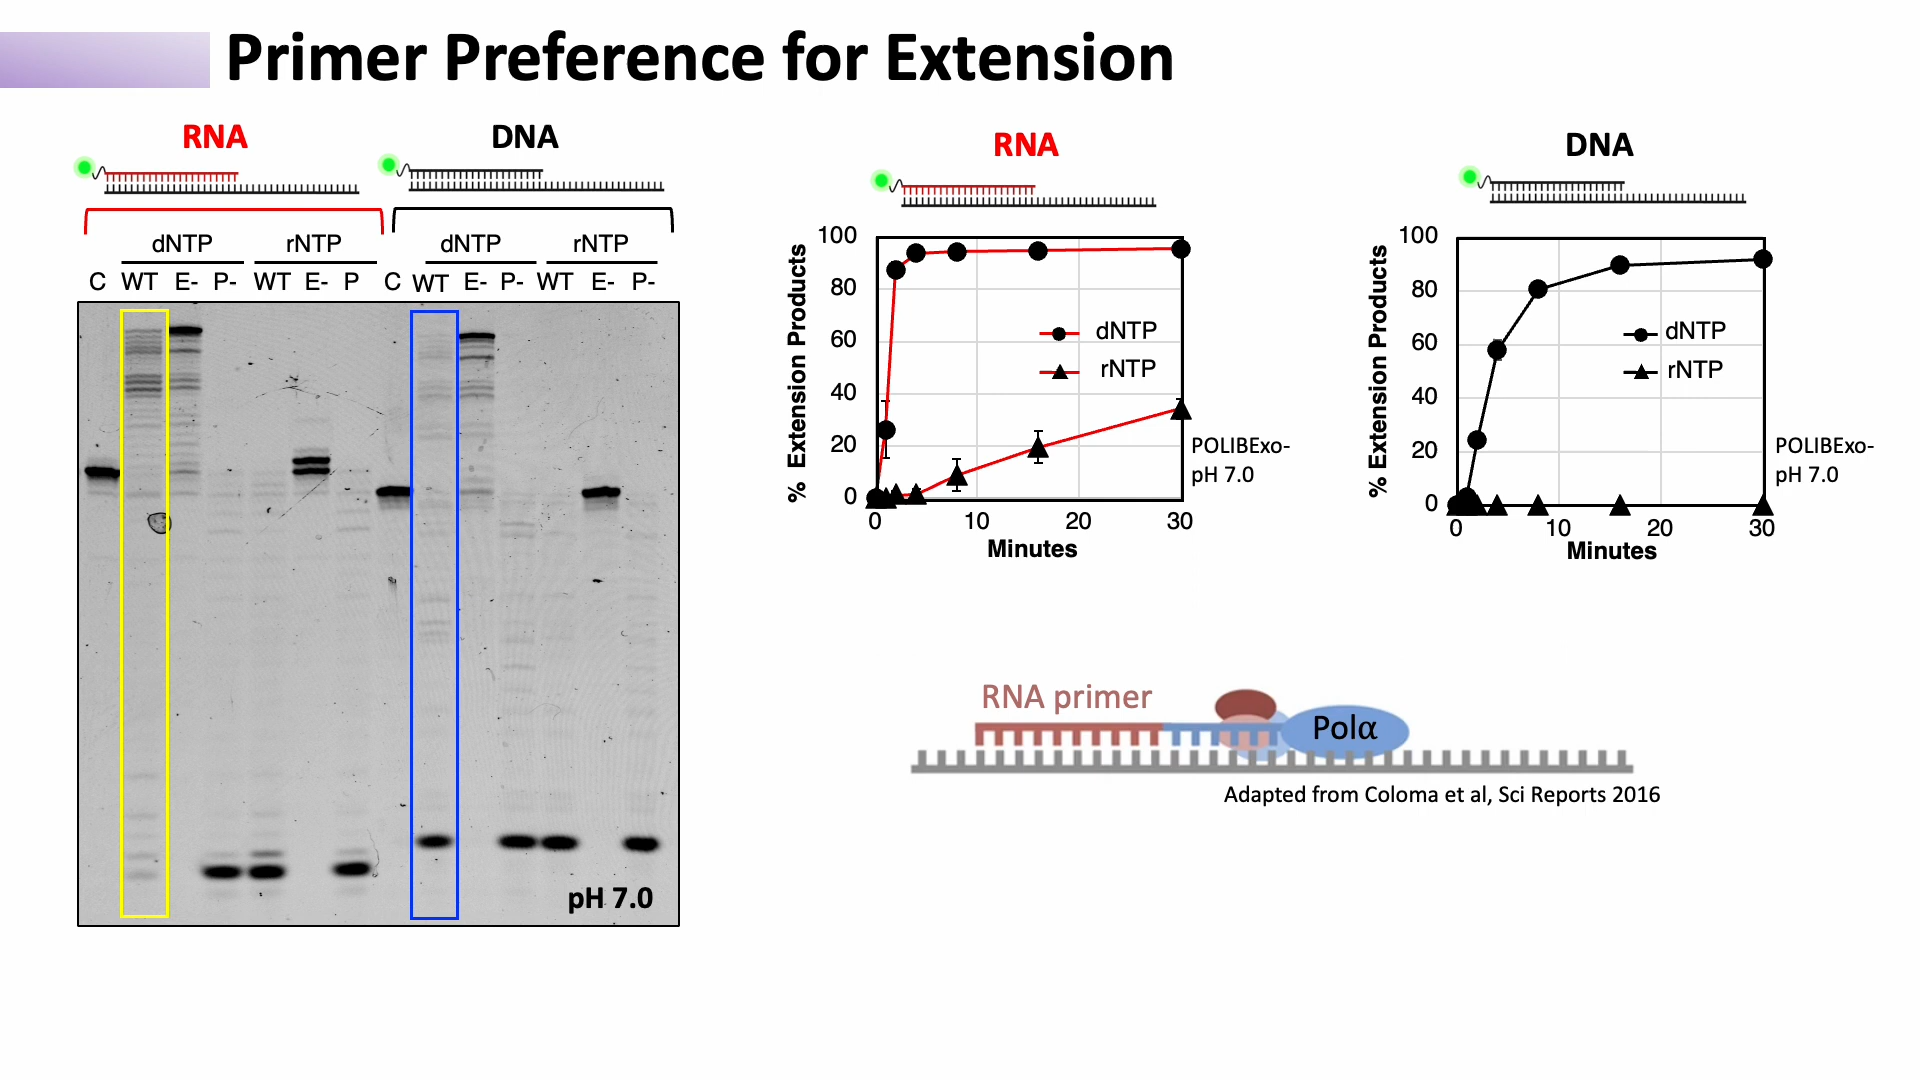 Primer Preference for Extension
RNA
DNA
dNTP rNTP dNTP rNTP
C WT E- P- WT E- P C WT E- P- WT E- P-
pH 7.0
RNA
% Extension Products
100
80
60
40
20
0
0 10 20 30
Minutes
dNTP
rNTP
POLIBExo-
pH 7.0
DNA
% Extension Products
100
80
60
40
20
0
0 10 20 30
Minutes
dNTP
rNTP
POLIBExo-
pH 7.0
RNA primer
Polα
Adapted from Coloma et al, Sci Reports 2016